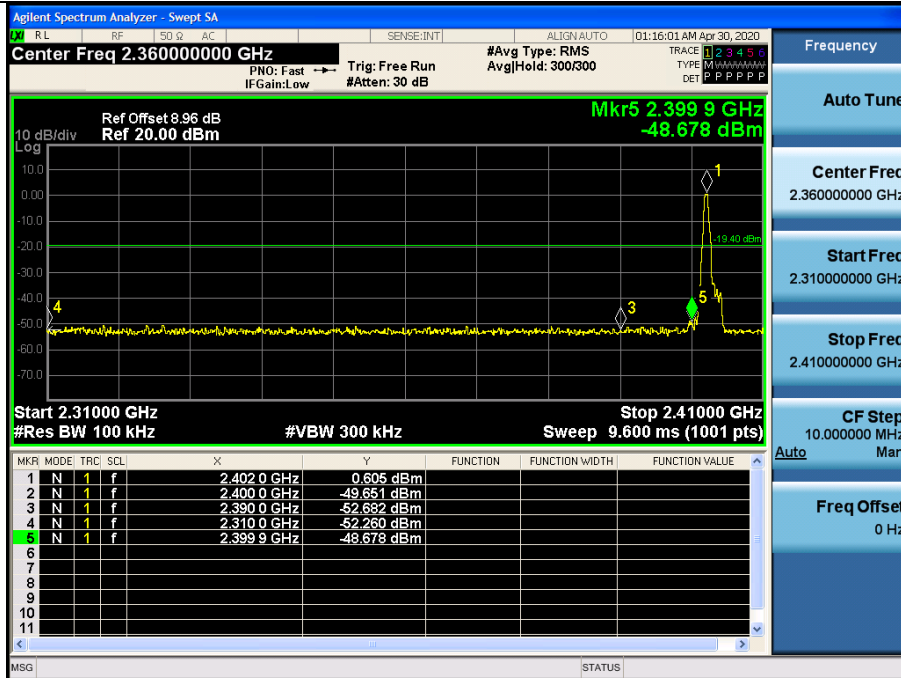 Agilent Spectrum Analyzer - Swept SA
LXI RL RF 50 Ω AC SENSE:INT ALIGN AUTO 01:16:01 AM Apr 30, 2020
Center Freq 2.360000000 GHz
PNO: Fast
IFGain:Low
Trig: Free Run
#Atten: 30 dB
#Avg Type: RMS
Avg|Hold: 300/300
TRACE 1 2 3 4 5 6
TYPE M W W W W W
DET P P P P P P
Frequency
Auto Tune
Center Freq
2.360000000 GHz
Start Freq
2.310000000 GHz
Stop Freq
2.410000000 GHz
CF Step
10.000000 MHz
Auto Man
Freq Offset
0 Hz
Mkr5 2.399 9 GHz
-48.678 dBm
Ref Offset 8.96 dB
10 dB/div Ref 20.00 dBm
Log
10.0
0.00
-10.0
-20.0
-30.0
-40.0
-50.0
-60.0
-70.0
1
-19.40 dBm
4
3
5
Start 2.31000 GHz Stop 2.41000 GHz
#Res BW 100 kHz #VBW 300 kHz Sweep 9.600 ms (1001 pts)
MKR MODE TRC SCL X Y FUNCTION FUNCTION WIDTH FUNCTION VALUE
1 N 1 f 2.402 0 GHz 0.605 dBm
2 N 1 f 2.400 0 GHz -49.651 dBm
3 N 1 f 2.390 0 GHz -52.682 dBm
4 N 1 f 2.310 0 GHz -52.260 dBm
5 N 1 f 2.399 9 GHz -48.678 dBm
6
7
8
9
10
11
MSG STATUS